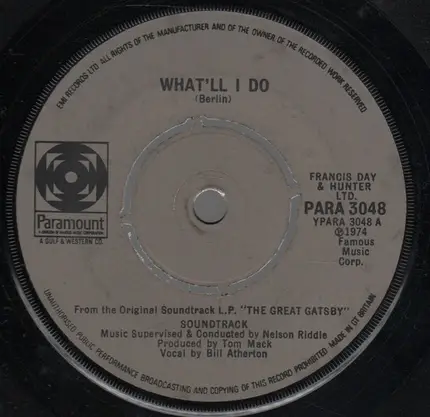 EMI RECORDS LTD ALL RIGHTS OF THE MANUFACTURER AND OF THE OWNER OF THE RECORDED WORK RESERVED
WHAT'LL I DO
(Berlin)
Paramount
A GULF & WESTERN CO
FRANCIS DAY
& HUNTER
LTD.
PARA 3048
YPARA 3048 A
℗1974
Famous
Music
Corp.
From the Original Soundtrack L.P. "THE GREAT GATSBY"
SOUNDTRACK
Music Supervised & Conducted by Nelson Riddle
Produced by Tom Mack
Vocal by Bill Atherton
UNAUTHORISED PUBLIC PERFORMANCE BROADCASTING AND COPYING OF THIS RECORD PROHIBITED. MADE IN GT BRITAIN